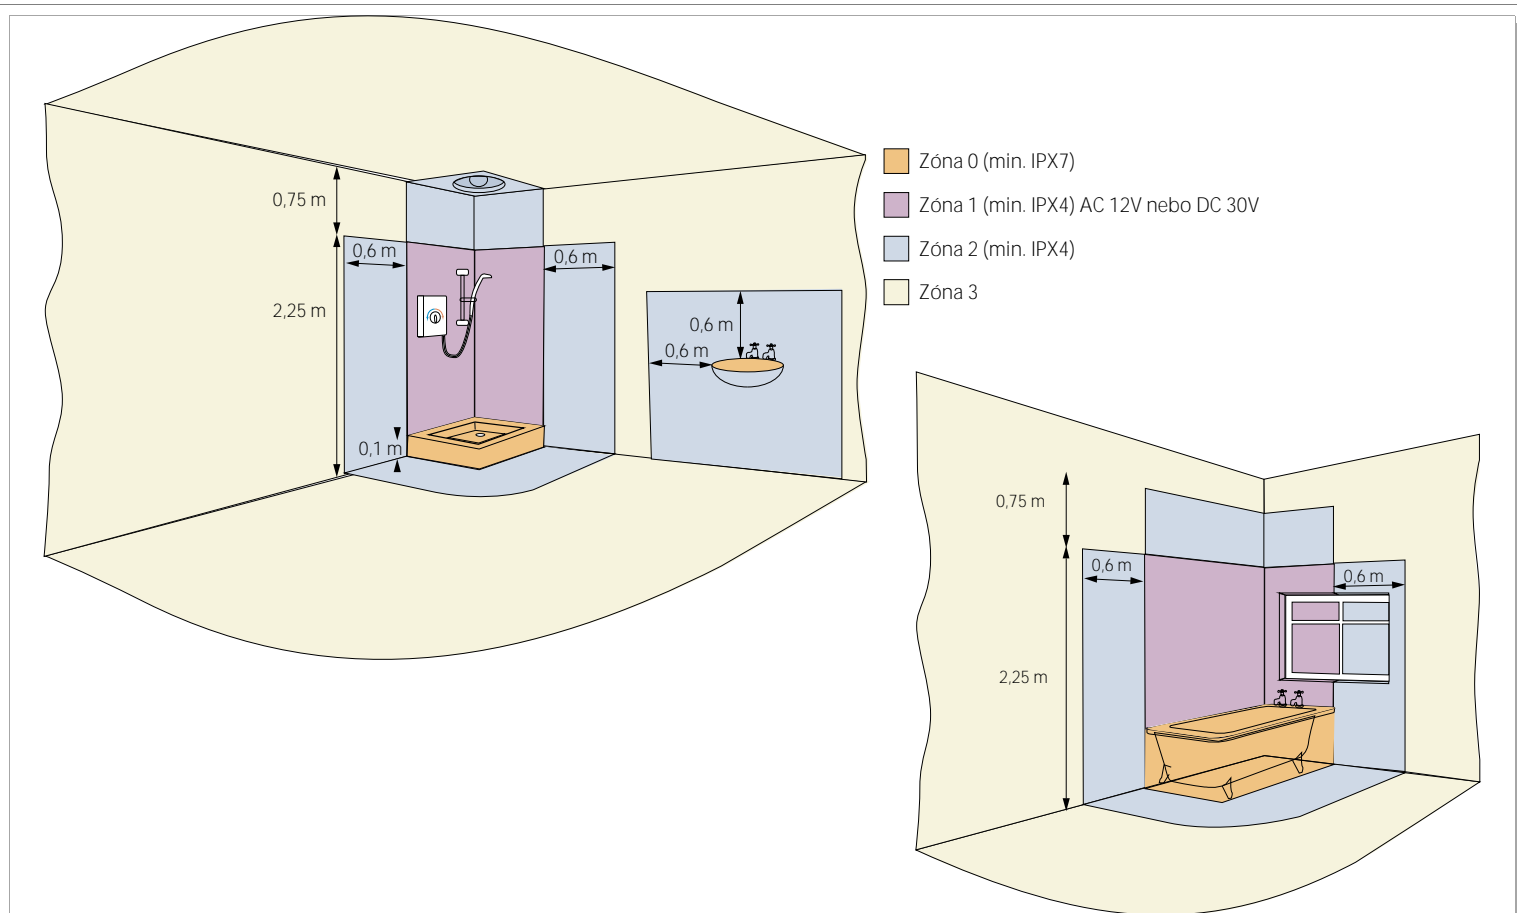 0,75 m
0,6 m
0,6 m
2,25 m
0,6 m
0,6 m
0,1 m
Zóna 0 (min. IPX7)
Zóna 1 (min. IPX4) AC 12V nebo DC 30V
Zóna 2 (min. IPX4)
Zóna 3
0,75 m
0,6 m
0,6 m
2,25 m